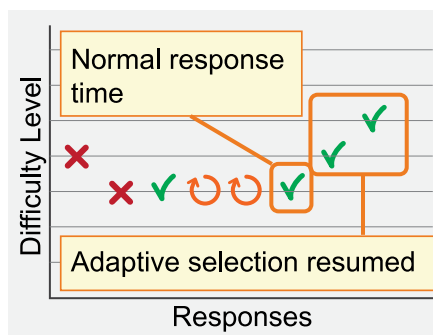 Normal response
time
Difficulty Level
Adaptive selection resumed
Responses